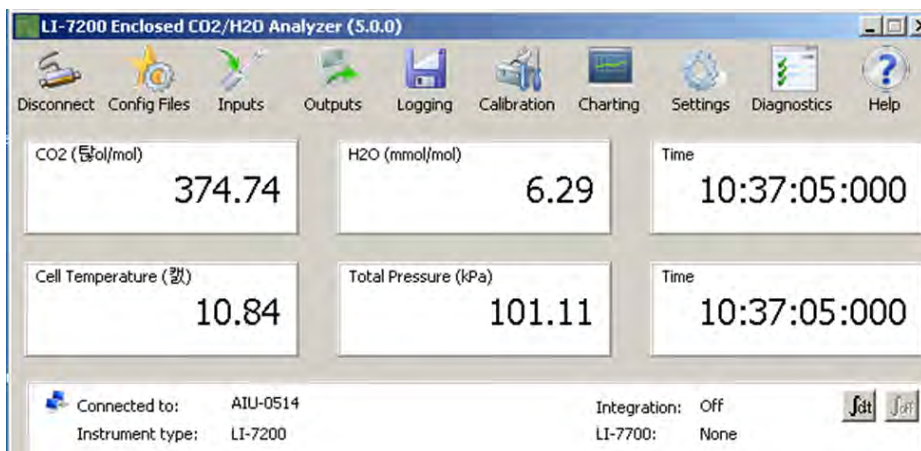 LI-7200 Enclosed CO2/H2O Analyzer (5.0.0)
Disconnect Config Files Inputs Outputs Logging Calibration Charting Settings Diagnostics Help
CO2 (탆ol/mol) H2O (mmol/mol) Time
374.74 6.29 10:37:05:000
Cell Temperature (캜) Total Pressure (kPa) Time
10.84 101.11 10:37:05:000
Connected to: AIU-0514 Integration: Off ∫dt ∫off
Instrument type: LI-7200 LI-7700: None